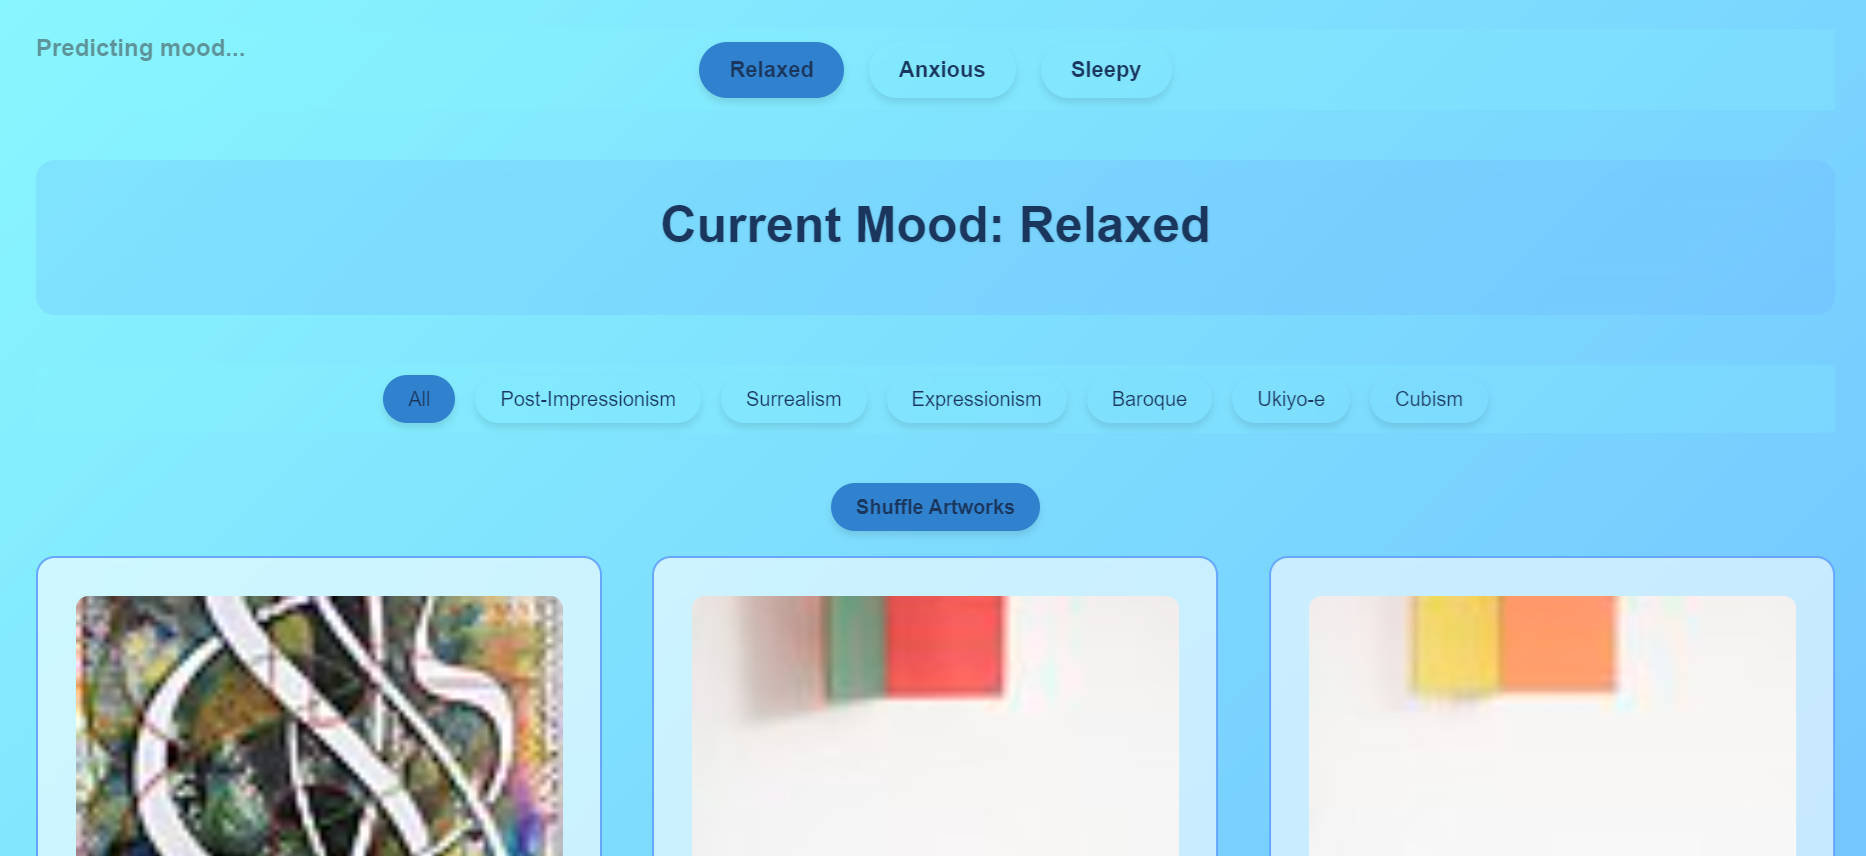 Predicting mood...
Relaxed Anxious Sleepy
Current Mood: Relaxed
All Post-Impressionism Surrealism Expressionism Baroque Ukiyo-e Cubism
Shuffle Artworks